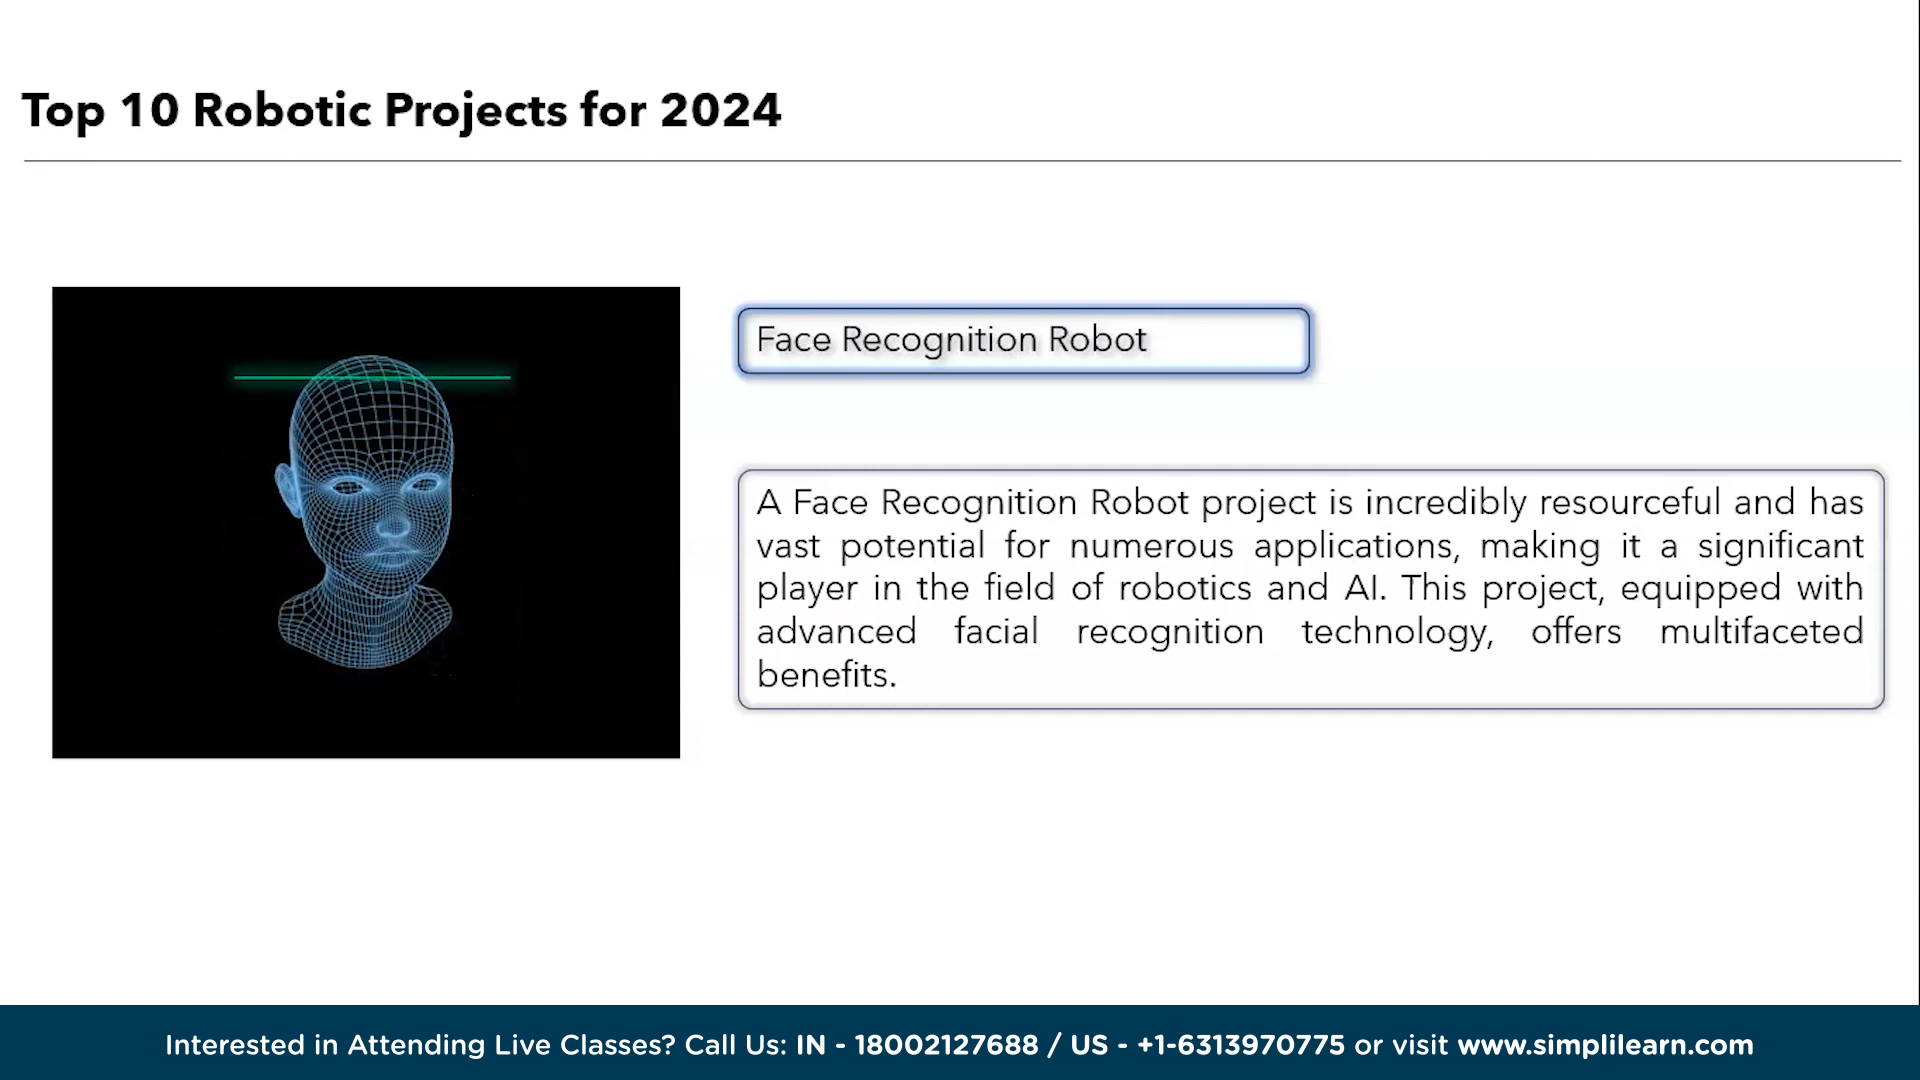 Top 10 Robotic Projects for 2024
Face Recognition Robot
A Face Recognition Robot project is incredibly resourceful and has
vast potential for numerous applications, making it a significant
player in the field of robotics and AI. This project, equipped with
advanced facial recognition technology, offers multifaceted
benefits.
Interested in Attending Live Classes? Call Us: IN - 18002127688 / US - +1-6313970775 or visit www.simplilearn.com